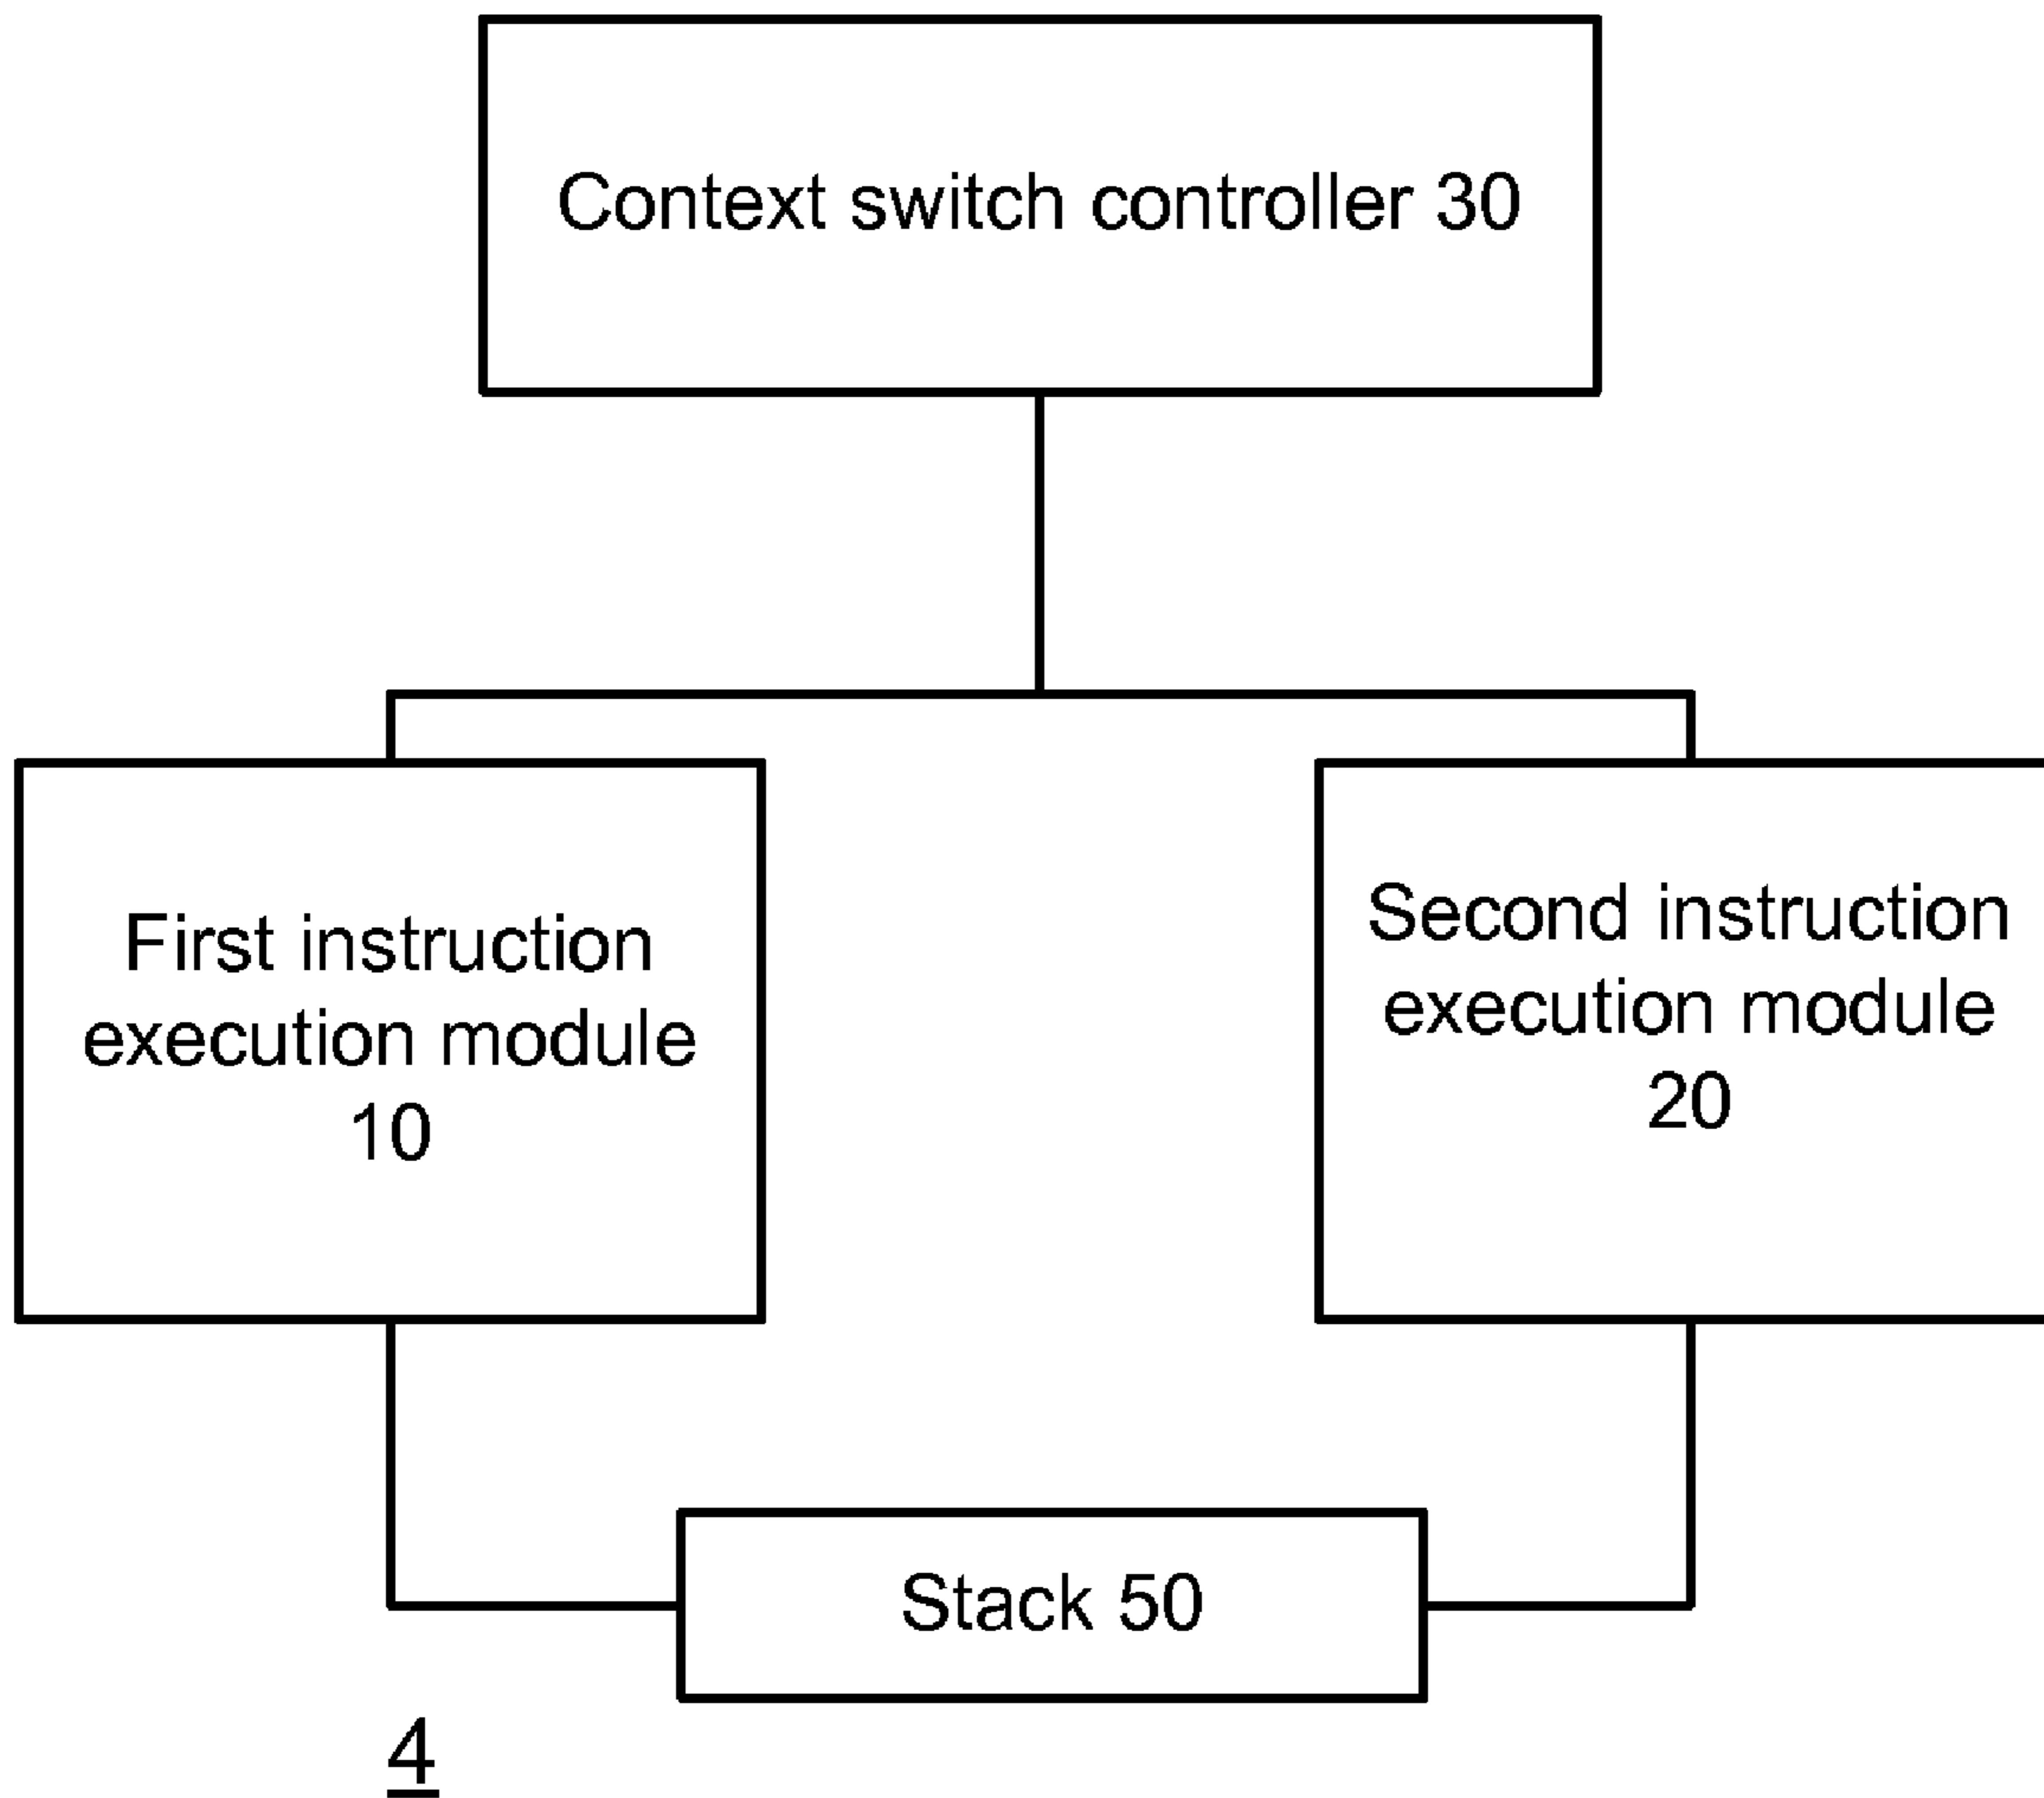 Context switch controller 30
First instruction
execution module
10
Second instruction
execution module
20
Stack 50
4